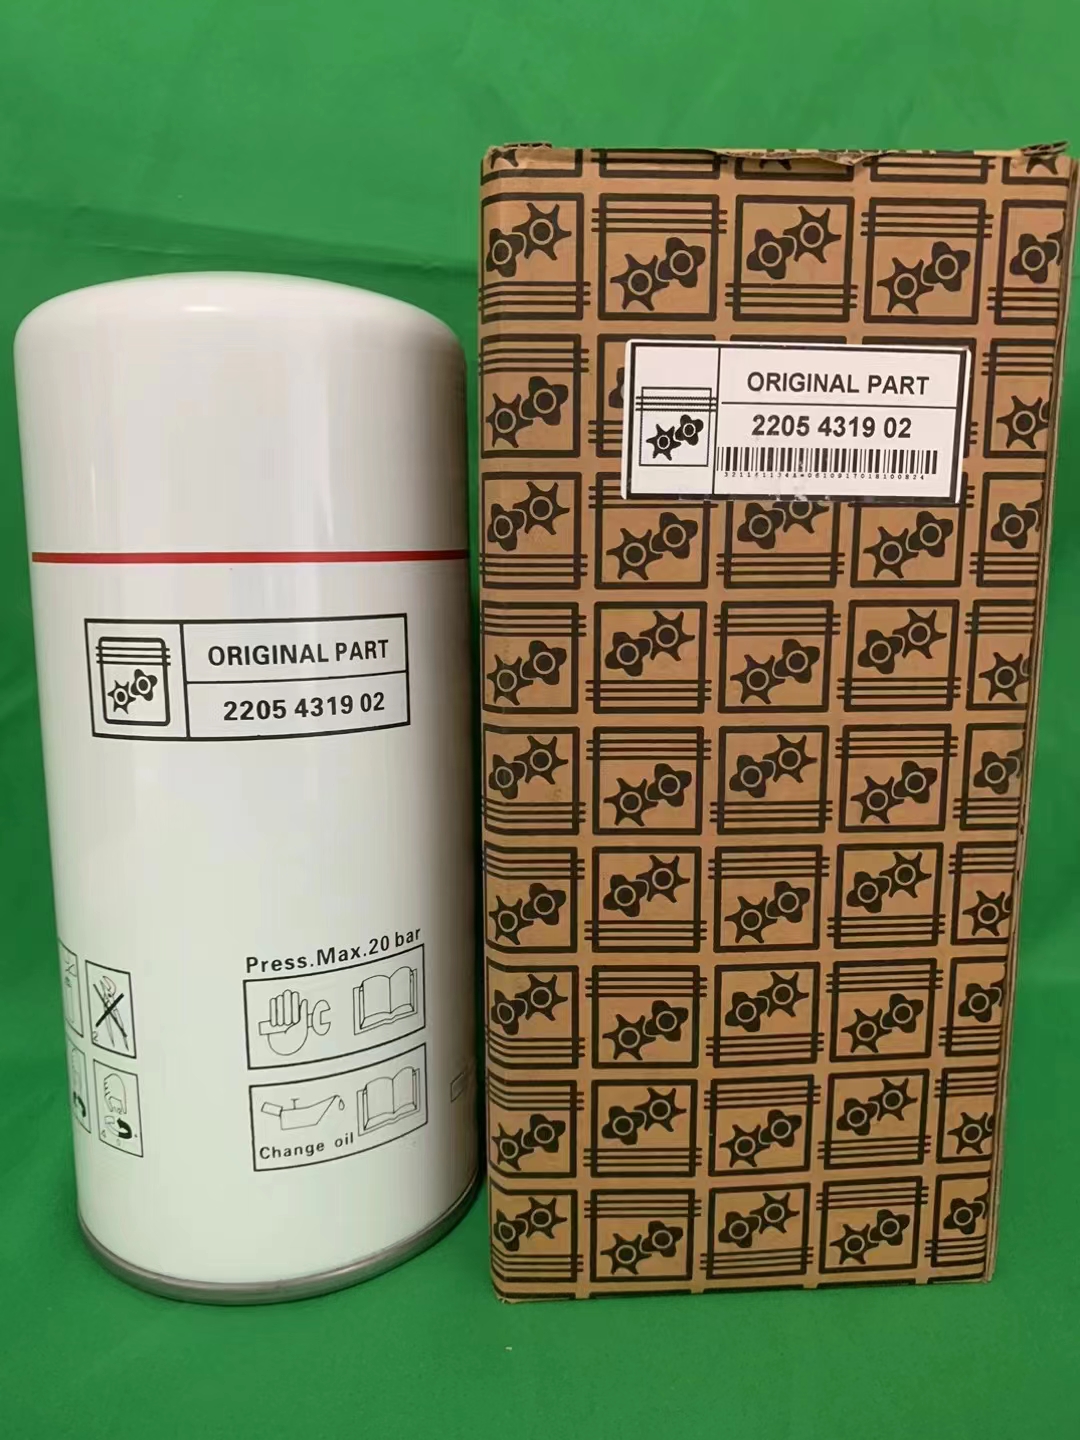 ORIGINAL PART
2205 4319 02
ORIGINAL PART
2205 4319 02
Press.Max.20 bar
Change oil